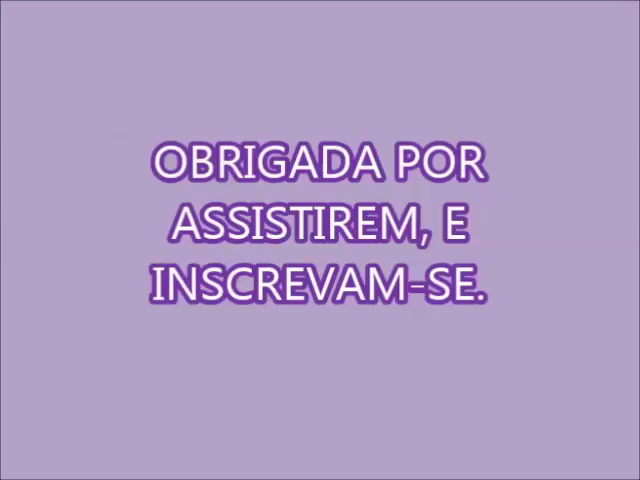 OBRIGADA POR
ASSISTIREM, E
INSCREVAM-SE.